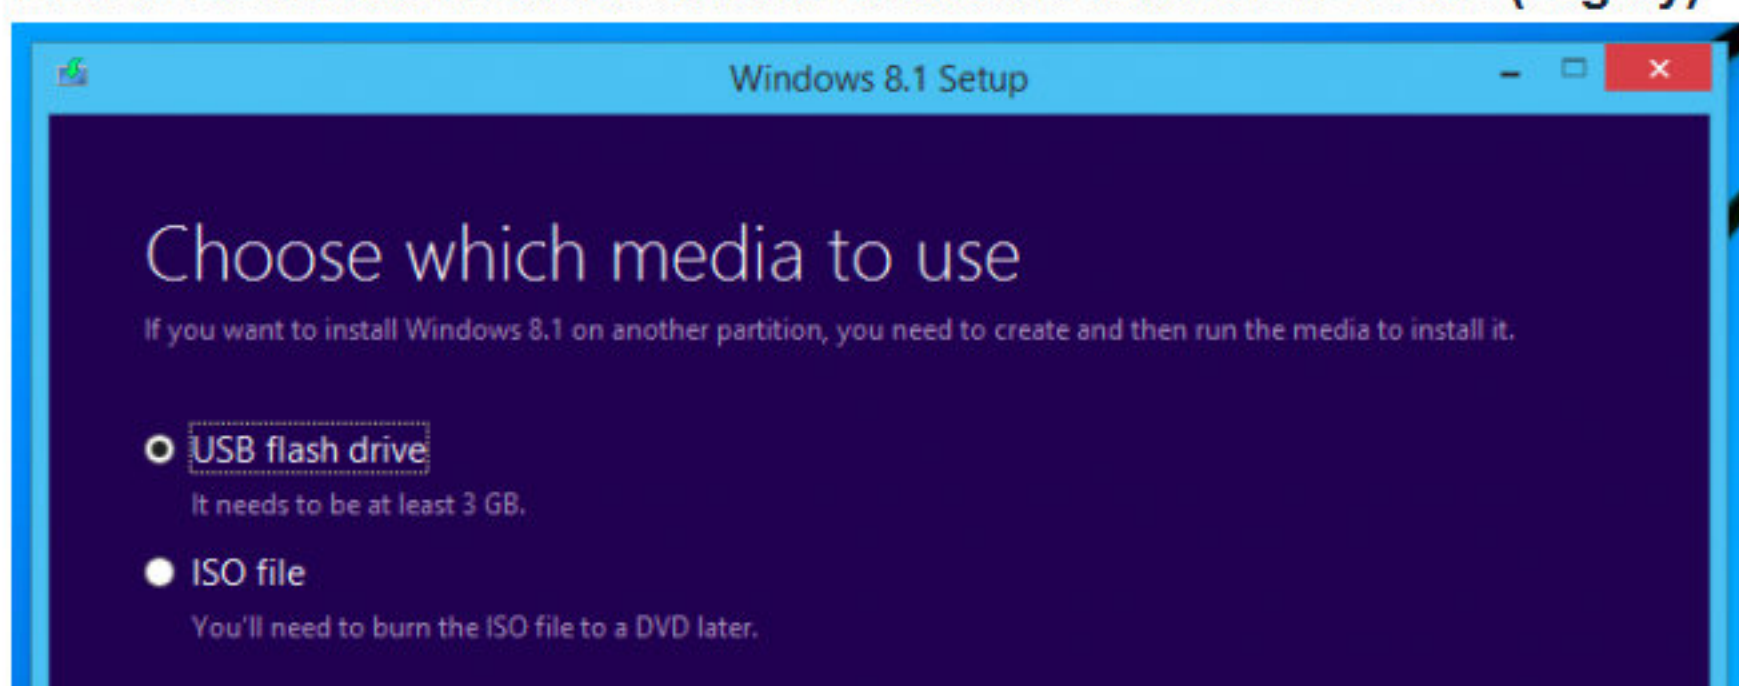 Windows 8.1 Setup
Choose which media to use
If you want to install Windows 8.1 on another partition, you need to create and then run the media to install it.
USB flash drive
It needs to be at least 3 GB.
ISO file
You'll need to burn the ISO file to a DVD later.